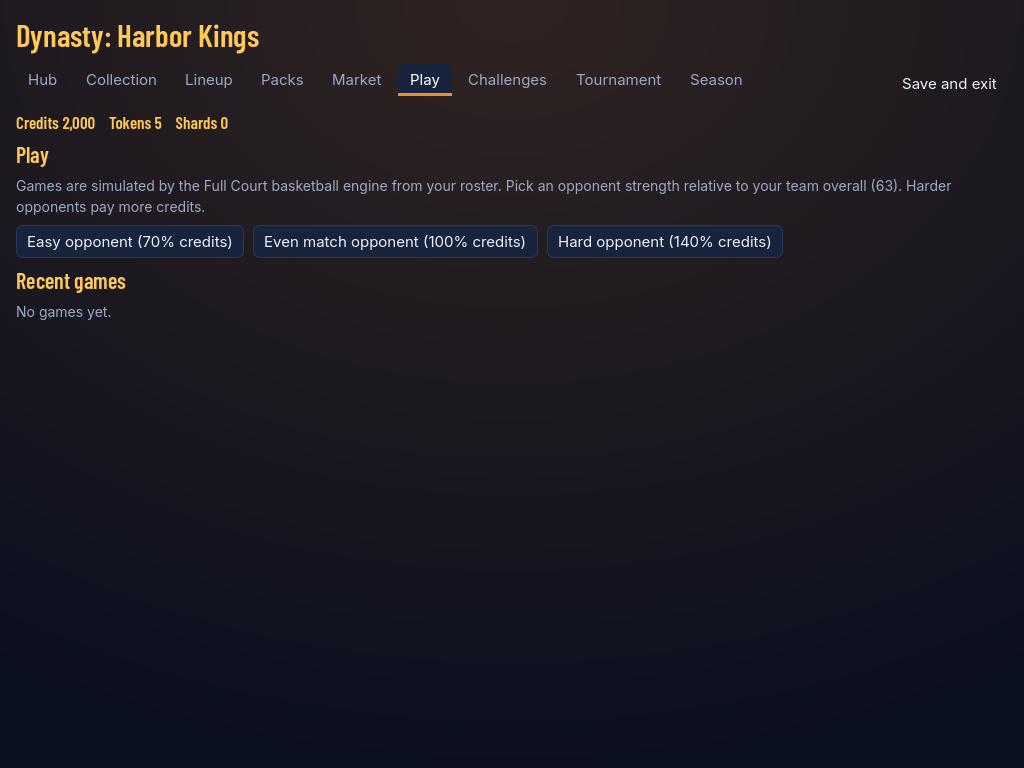 Dynasty: Harbor Kings
Hub Collection Lineup Packs Market Play Challenges Tournament Season Save and exit
Credits 2,000 Tokens 5 Shards 0
Play
Games are simulated by the Full Court basketball engine from your roster. Pick an opponent strength relative to your team overall (63). Harder
opponents pay more credits.
Easy opponent (70% credits) Even match opponent (100% credits) Hard opponent (140% credits)
Recent games
No games yet.